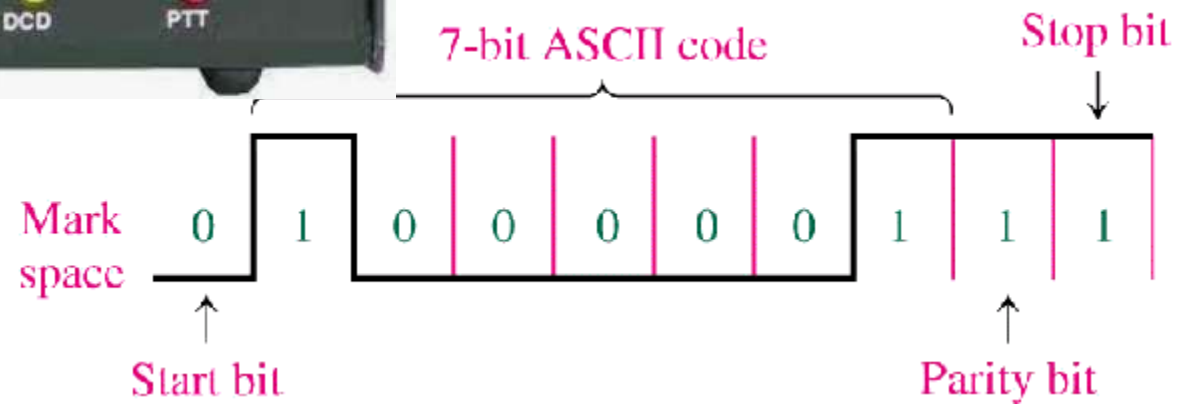 DCD PTT
7-bit ASCII code
Stop bit
Mark
space
0 1 0 0 0 0 0 1 1 1
Start bit
Parity bit